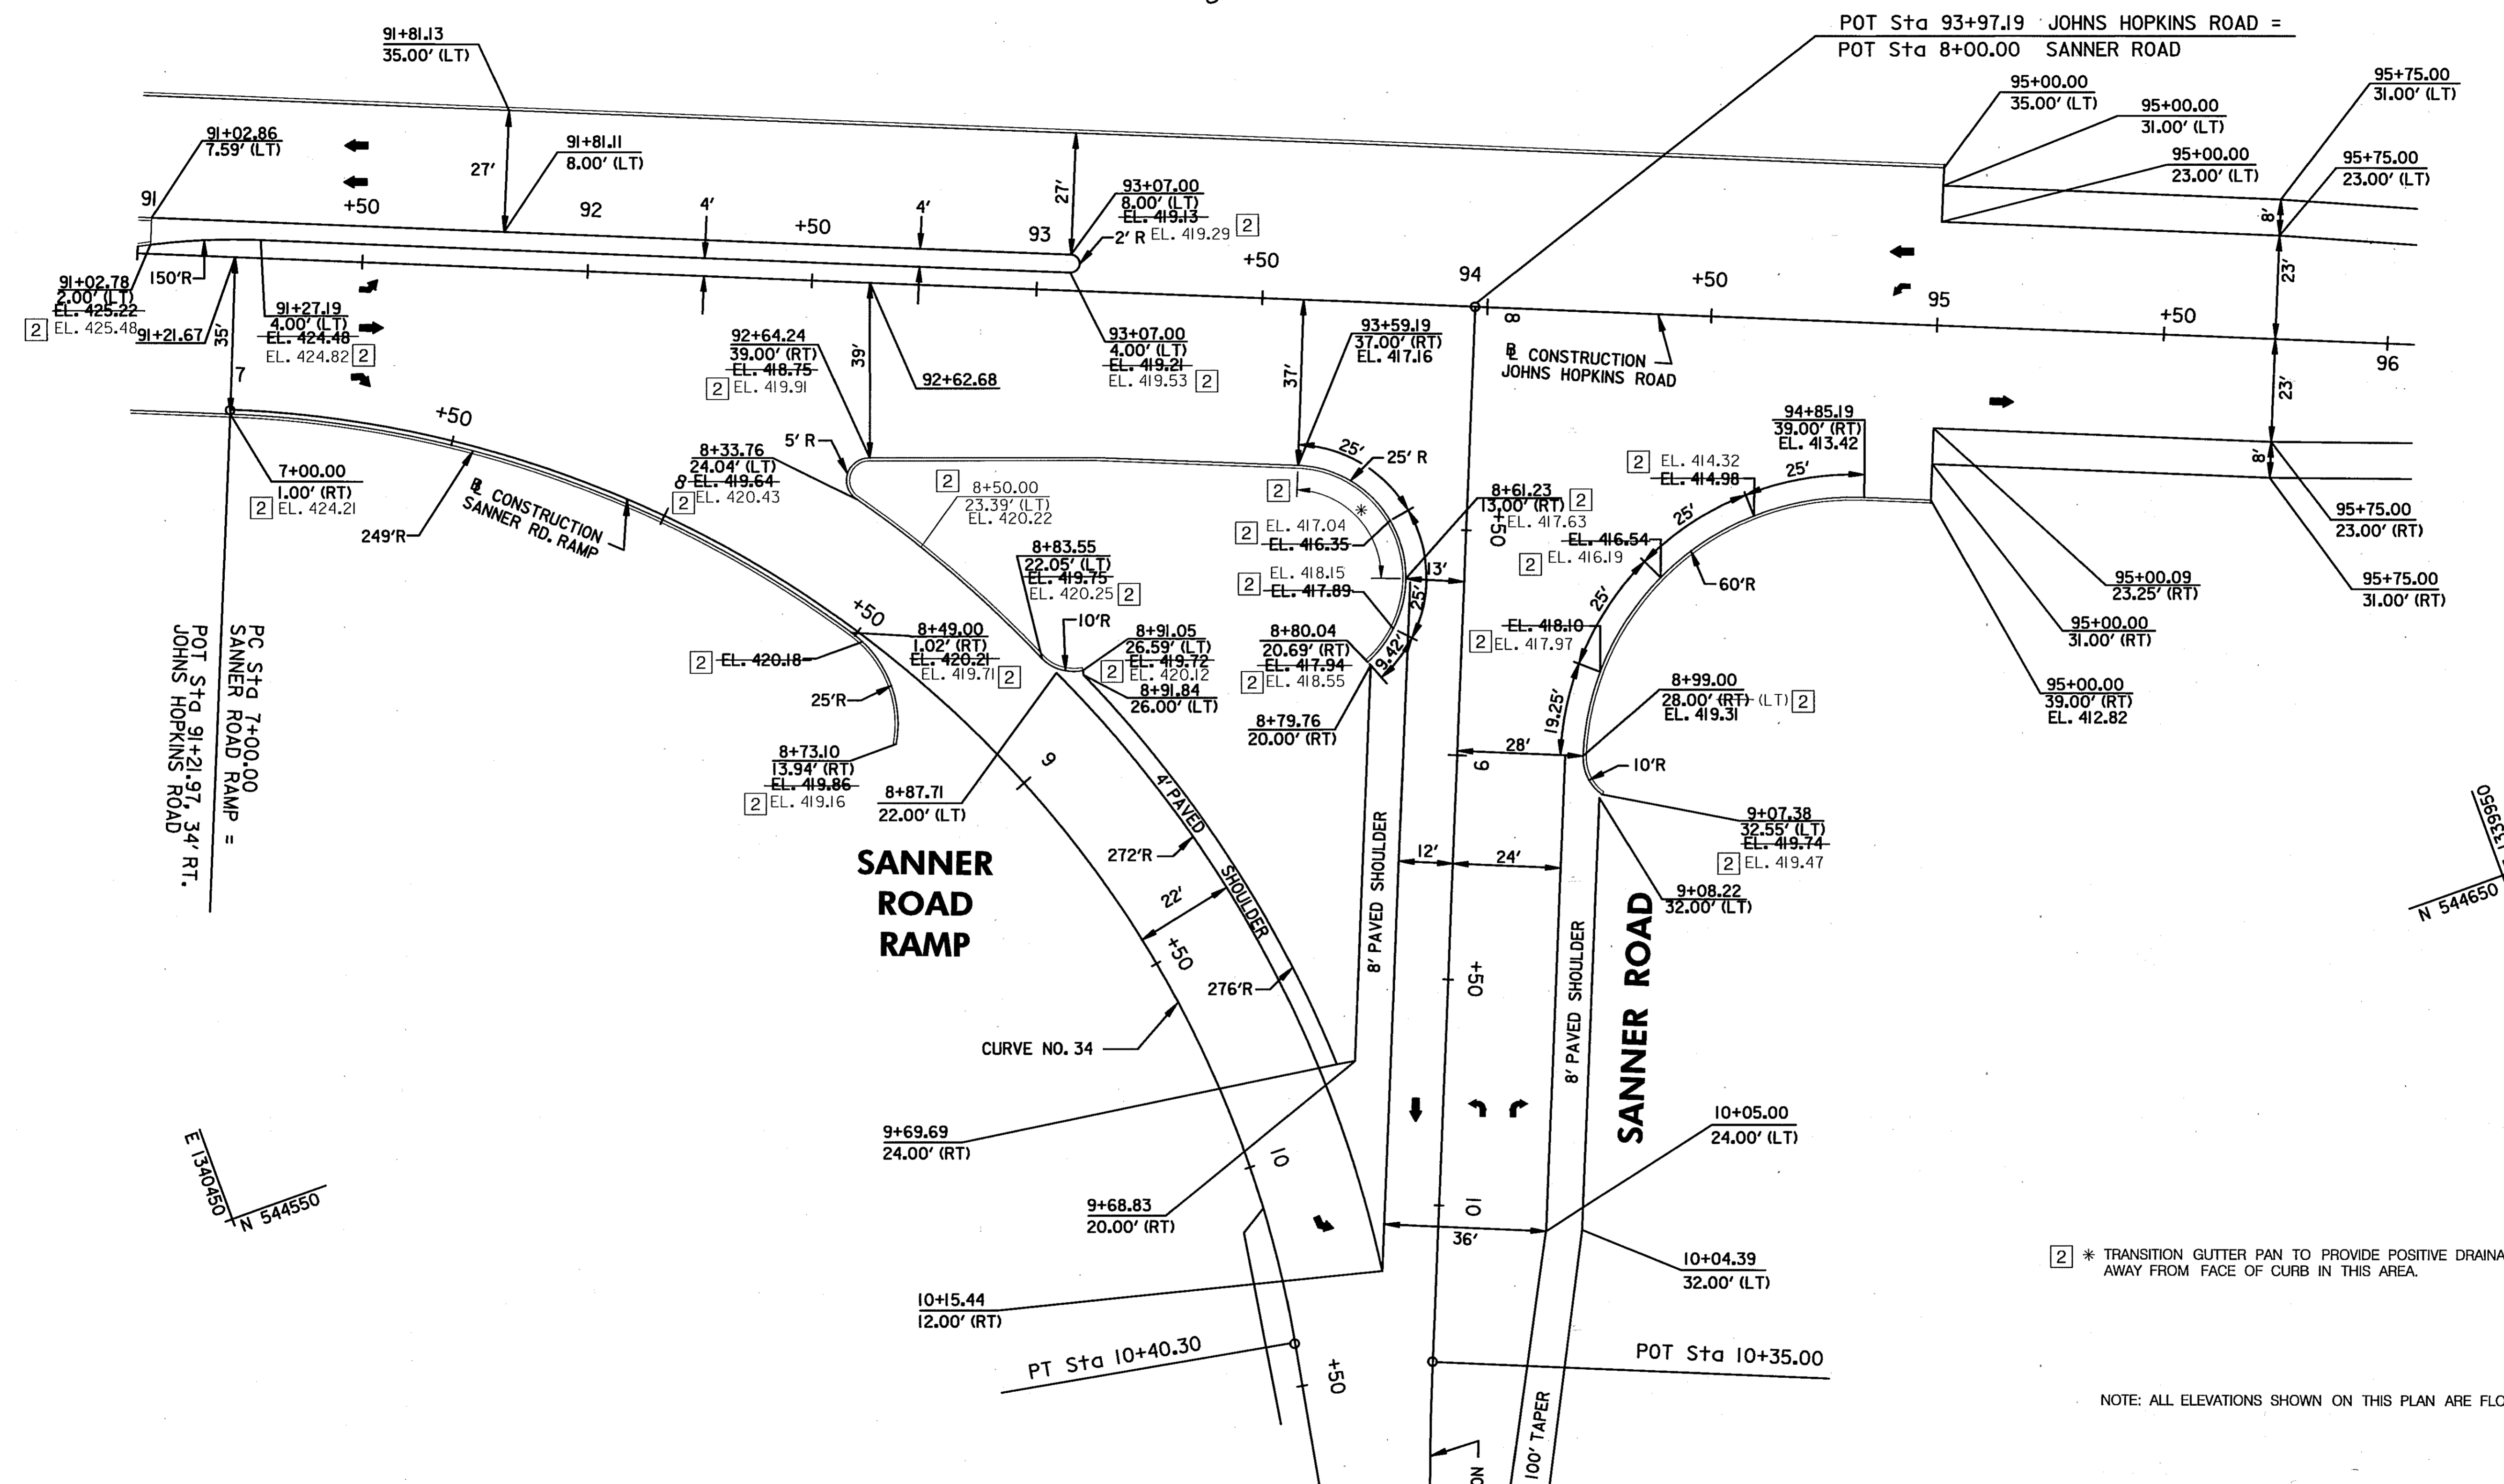 POT Sta 93+97.19 JOHNS HOPKINS ROAD =
POT Sta 8+00.00 SANNER ROAD
91+81.13
35.00' (LT)
95+00.00
35.00' (LT)
95+00.00
31.00' (LT)
95+00.00
23.00' (LT)
95+75.00
31.00' (LT)
95+75.00
23.00' (LT)
91+02.86
7.59' (LT)
27'
91+81.11
8.00' (LT)
27'
93+07.00
8.00' (LT)
EL. 419.13
2
2' R EL. 419.29
8'
91
+50
92
4'
+50
4'
93
+50
94
+50
95
+50
96
23'
23'
8'
91+02.78
2.00' (LT)
EL. 425.22
2 EL. 425.48
150'R
91+21.67
35'
7
91+27.19
4.00' (LT)
EL. 424.48
EL. 424.82 2
92+64.24
39.00' (RT)
EL. 418.75
2 EL. 419.91
39'
92+62.68
93+07.00
4.00' (LT)
EL. 419.21
EL. 419.53 2
37'
93+59.19
37.00' (RT)
EL. 417.16
8
BL CONSTRUCTION
JOHNS HOPKINS ROAD
94+85.19
39.00' (RT)
EL. 413.42
+50
7+00.00
1.00' (RT)
2 EL. 424.21
249'R
BL CONSTRUCTION
SANNER RD. RAMP
5' R
8+33.76
24.04' (LT)
8
EL. 419.64
2 EL. 420.43
2
8+50.00
23.39' (LT)
EL. 420.22
25'
25' R
2
*
2 EL. 417.04
EL. 416.35
EL. 418.15
2 EL. 417.89
8+61.23
13.00' (RT)
2
EL. 417.63
+50
13'
25'
9.42'
2 EL. 414.32
EL. 414.98
25'
25'
EL. 416.54
2 EL. 416.19
25'
60'R
EL. 418.10
2 EL. 417.97
19.25'
95+75.00
23.00' (RT)
95+75.00
31.00' (RT)
95+00.09
23.25' (RT)
95+00.00
31.00' (RT)
95+00.00
39.00' (RT)
EL. 412.82
8+83.55
22.05' (LT)
EL. 419.75
EL. 420.25 2
10'R
+50
8+49.00
1.02' (RT)
EL. 420.21
EL. 419.71 2
2 EL. 420.18
25'R
8+73.10
13.94' (RT)
EL. 419.86
2 EL. 419.16
8+91.05
26.59' (LT)
EL. 419.72
2 EL. 420.12
8+91.84
26.00' (LT)
8+80.04
20.69' (RT)
EL. 417.94
2 EL. 418.55
8+79.76
20.00' (RT)
8+99.00
28.00' (RT) (LT) 2
EL. 419.31
28'
9
10'R
9+07.38
32.55' (LT)
EL. 419.74
2 EL. 419.47
9+08.22
32.00' (LT)
PC Sta 7+00.00
SANNER ROAD RAMP =
POT Sta 91+21.97, 34' RT.
JOHNS HOPKINS ROAD
8+87.71
22.00' (LT)
9
4' PAVED SHOULDER
272'R
22'
276'R
+50
SANNER
ROAD
RAMP
8' PAVED SHOULDER
12'
24'
+50
8' PAVED SHOULDER
SANNER ROAD
N 544650
CURVE NO. 34
9+69.69
24.00' (RT)
9+68.83
20.00' (RT)
10
10
36'
10+05.00
24.00' (LT)
10+04.39
32.00' (LT)
E 1340450
N 544550
10+15.44
12.00' (RT)
PT Sta 10+40.30
+50
POT Sta 10+35.00
100' TAPER
2 * TRANSITION GUTTER PAN TO PROVIDE POSITIVE DRAINA
AWAY FROM FACE OF CURB IN THIS AREA.
NOTE: ALL ELEVATIONS SHOWN ON THIS PLAN ARE FLO